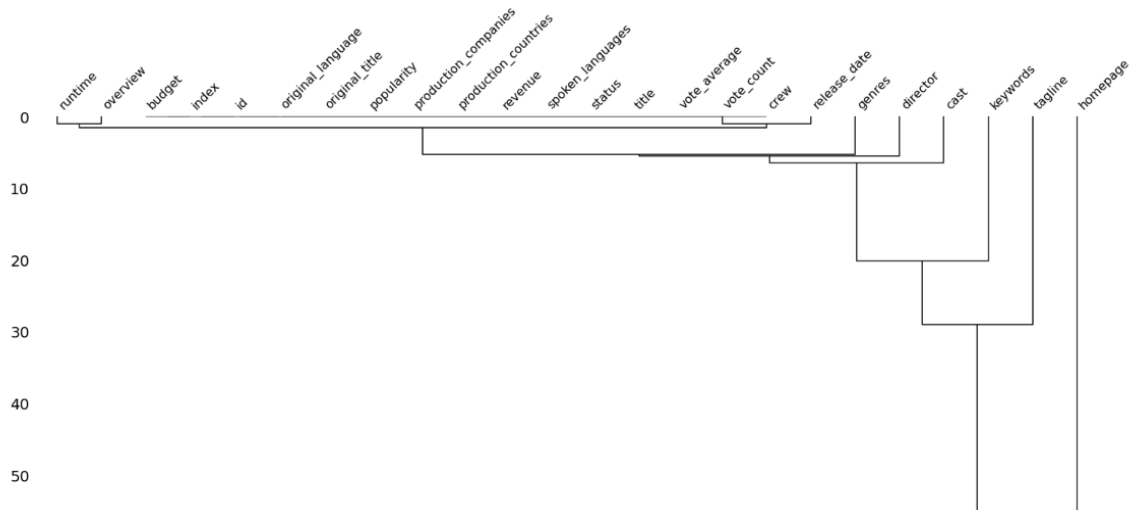 runtime
overview
budget
index
id
original_language
original_title
popularity
production_companies
production_countries
revenue
spoken_languages
status
title
vote_average
vote_count
crew
release_date
genres
director
cast
keywords
tagline
homepage
0
10
20
30
40
50